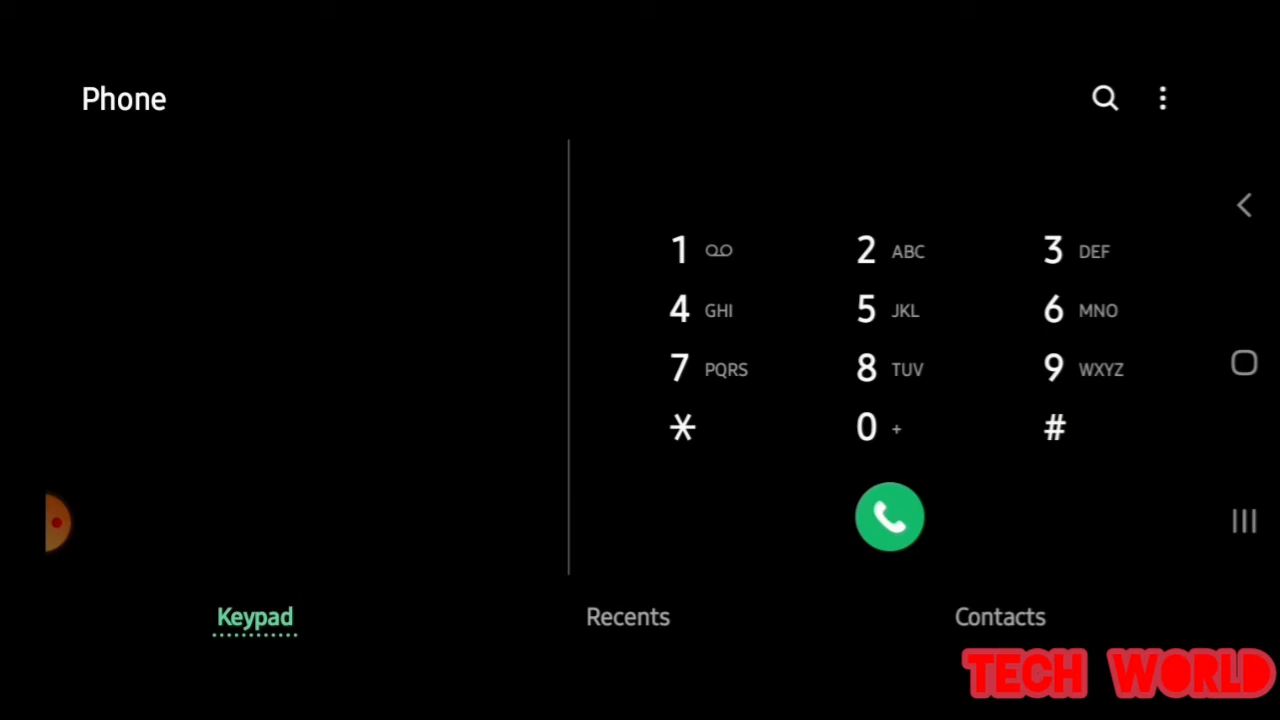 Phone
1
2 ABC
3 DEF
4 GHI
5 JKL
6 MNO
7 PQRS
8 TUV
9 WXYZ
*
0 +
#
Keypad
Recents
Contacts
TECH WORLD